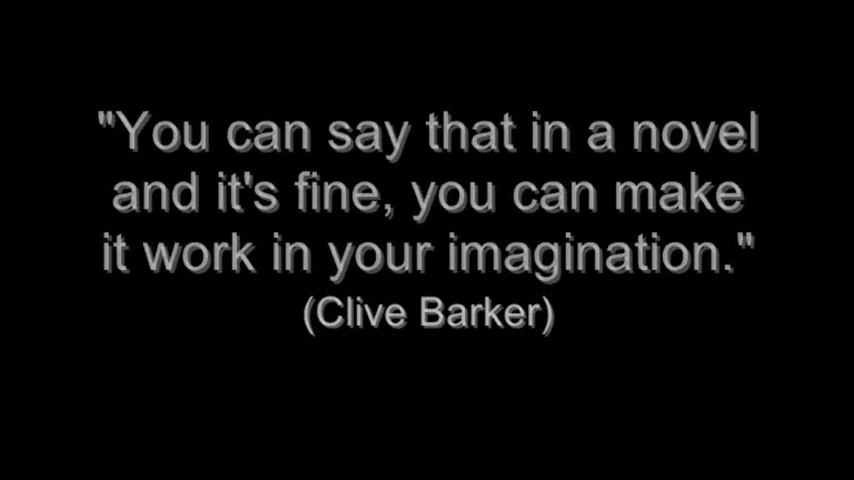 "You can say that in a novel
and it's fine, you can make
it work in your imagination."
(Clive Barker)